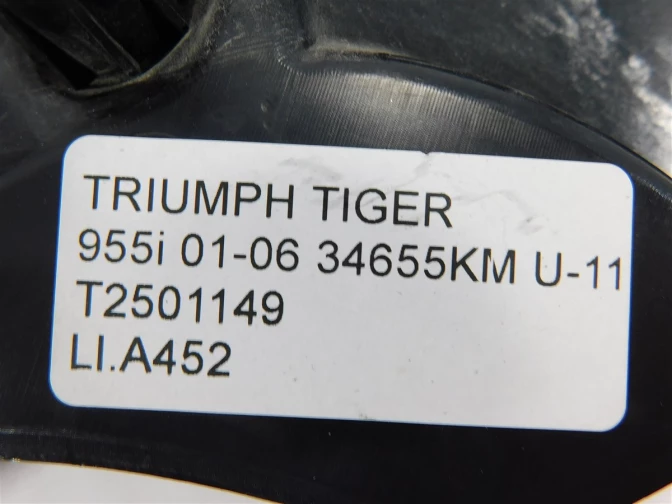 TRIUMPH TIGER
955i 01-06 34655KM U-11
T2501149
LI.A452